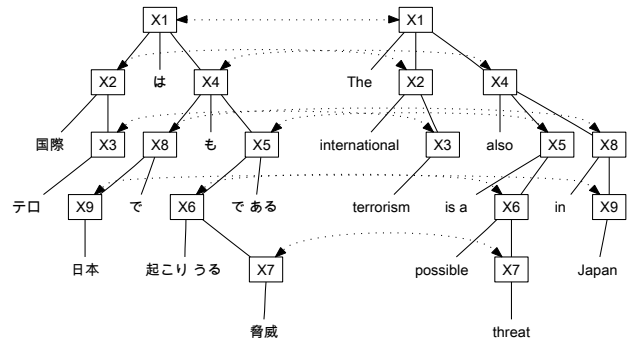 X1 X1
X2 は X4 The X2 X4
国際 X3 X8 も X5 international X3 also X5 X8
テロ X9 で X6 で ある terrorism is a X6 in X9
日本 起こり うる X7 possible X7 Japan
脅威 threat